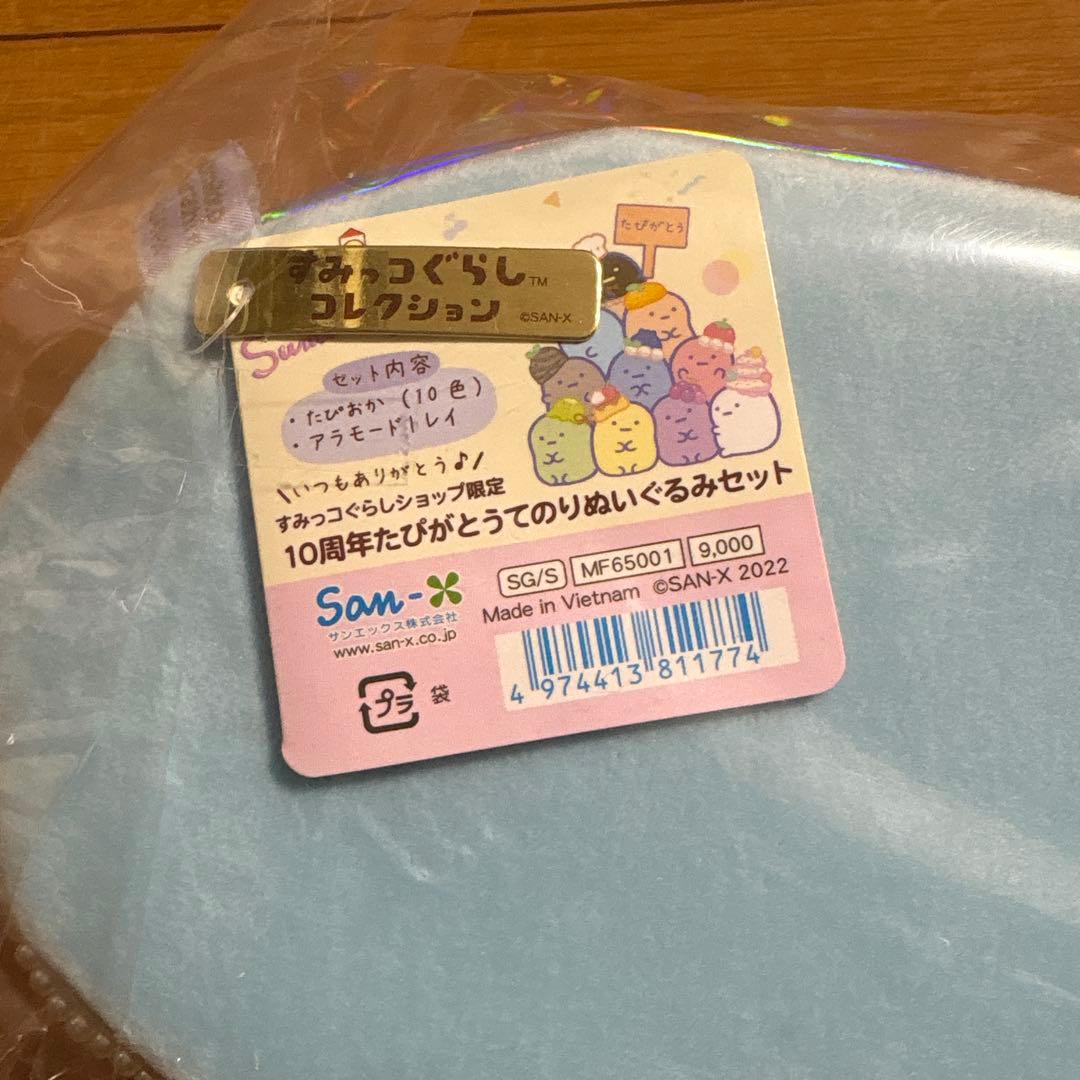 たぴがとう
すみっコぐらし™
コレクション ©SAN-X
セット内容
・たぴおか（10色）
・アラモードトレイ
\いつもありがとう♪/
すみっコぐらしショップ限定
10周年たぴがとうてのりぬいぐるみセット
San-X
サンエックス株式会社
www.san-x.co.jp
SG/S MF65001 9,000
Made in Vietnam ©SAN-X 2022
プラ 袋
4 974413 811774